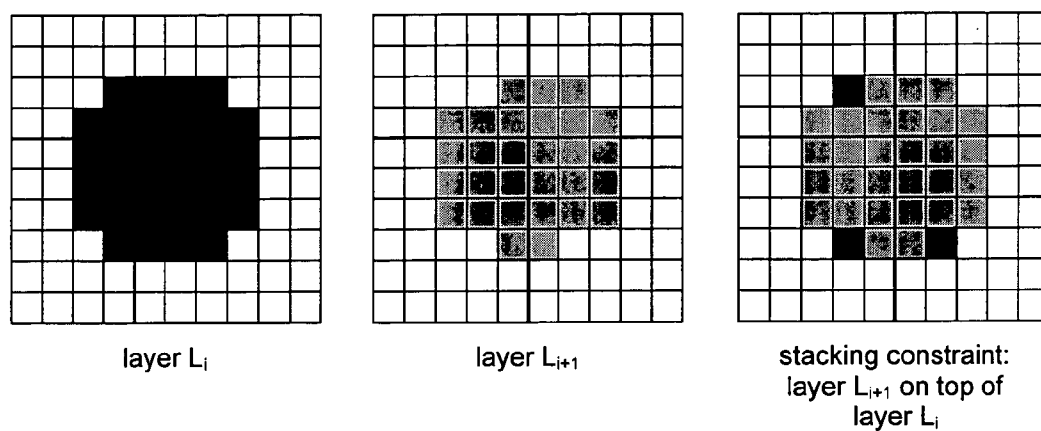 layer Li
layer Li+1
stacking constraint:
layer Li+1 on top of
layer Li